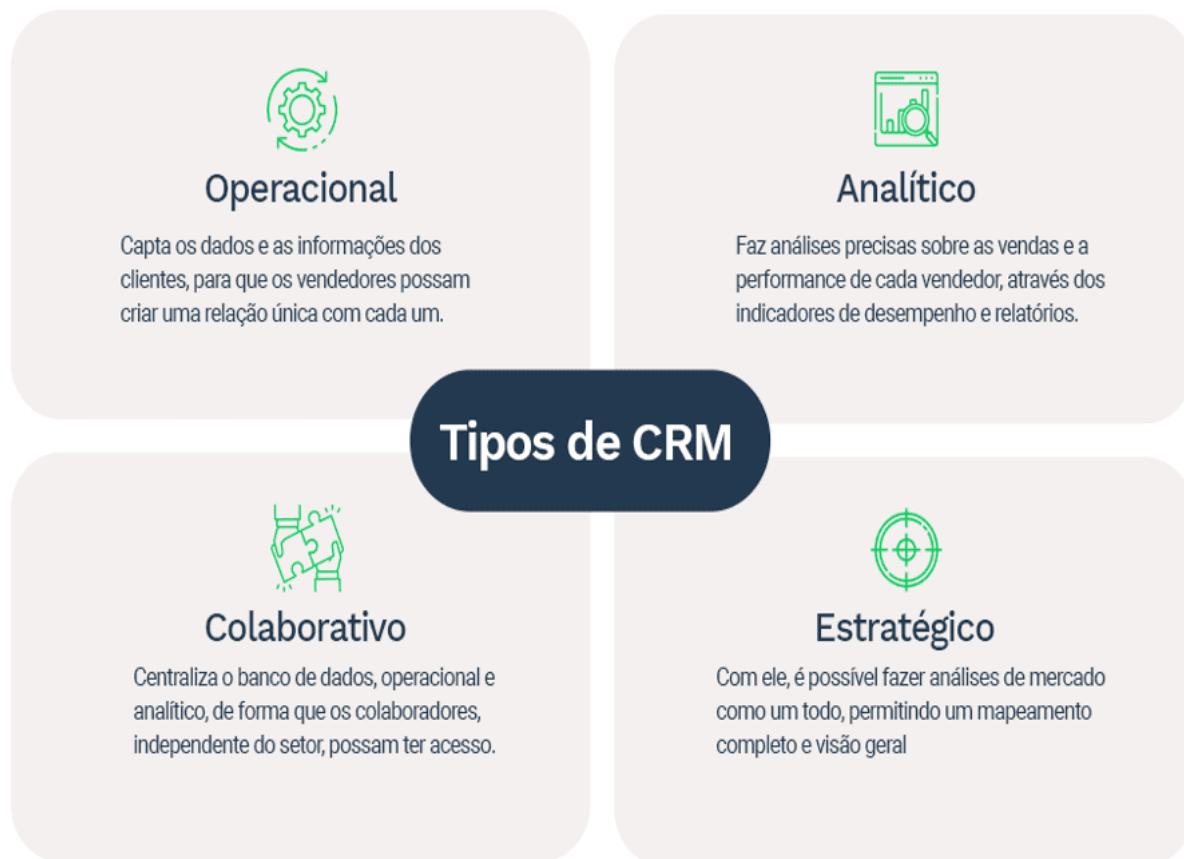 Operacional
Capta os dados e as informações dos
clientes, para que os vendedores possam
criar uma relação única com cada um.
Analítico
Faz análises precisas sobre as vendas e a
performance de cada vendedor, através dos
indicadores de desempenho e relatórios.
Tipos de CRM
Colaborativo
Centraliza o banco de dados, operacional e
analítico, de forma que os colaboradores,
independente do setor, possam ter acesso.
Estratégico
Com ele, é possível fazer análises de mercado
como um todo, permitindo um mapeamento
completo e visão geral